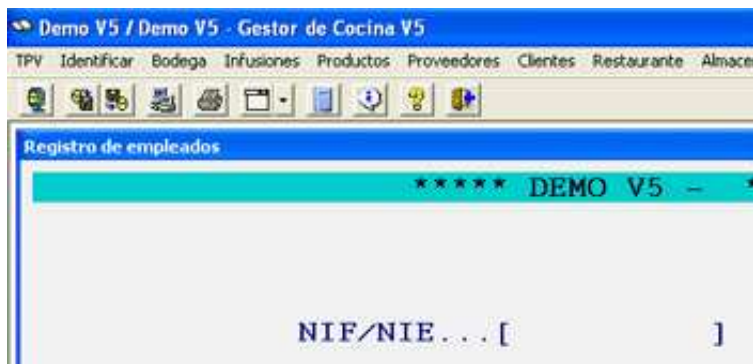 Demo V5 / Demo V5 - Gestor de Cocina V5
TPV Identificar Bodega Infusiones Productos Proveedores Clientes Restaurante Almace
Registro de empleados
***** DEMO V5 - *
NIF/NIE...[ ]